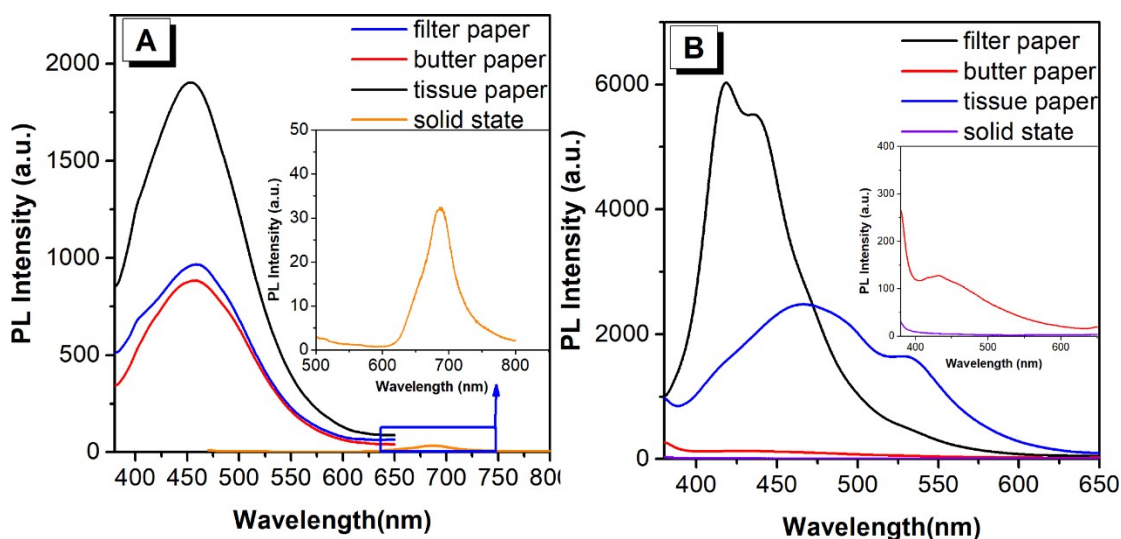 A
filter paper
butter paper
tissue paper
solid state
PL Intensity (a.u.)
2000
1500
1000
500
0
400 450 500 550 600 650 700 750 800
Wavelength(nm)
PL Intensity (a.u.)
50
40
30
20
10
0
500 600 700 800
Wavelength (nm)
B
filter paper
butter paper
tissue paper
solid state
PL Intensity (a.u.)
6000
4000
2000
0
400 450 500 550 600 650
Wavelength(nm)
PL Intensity (a.u.)
400
300
250
200
150
100
50
0
400 500 600
Wavelength (nm)